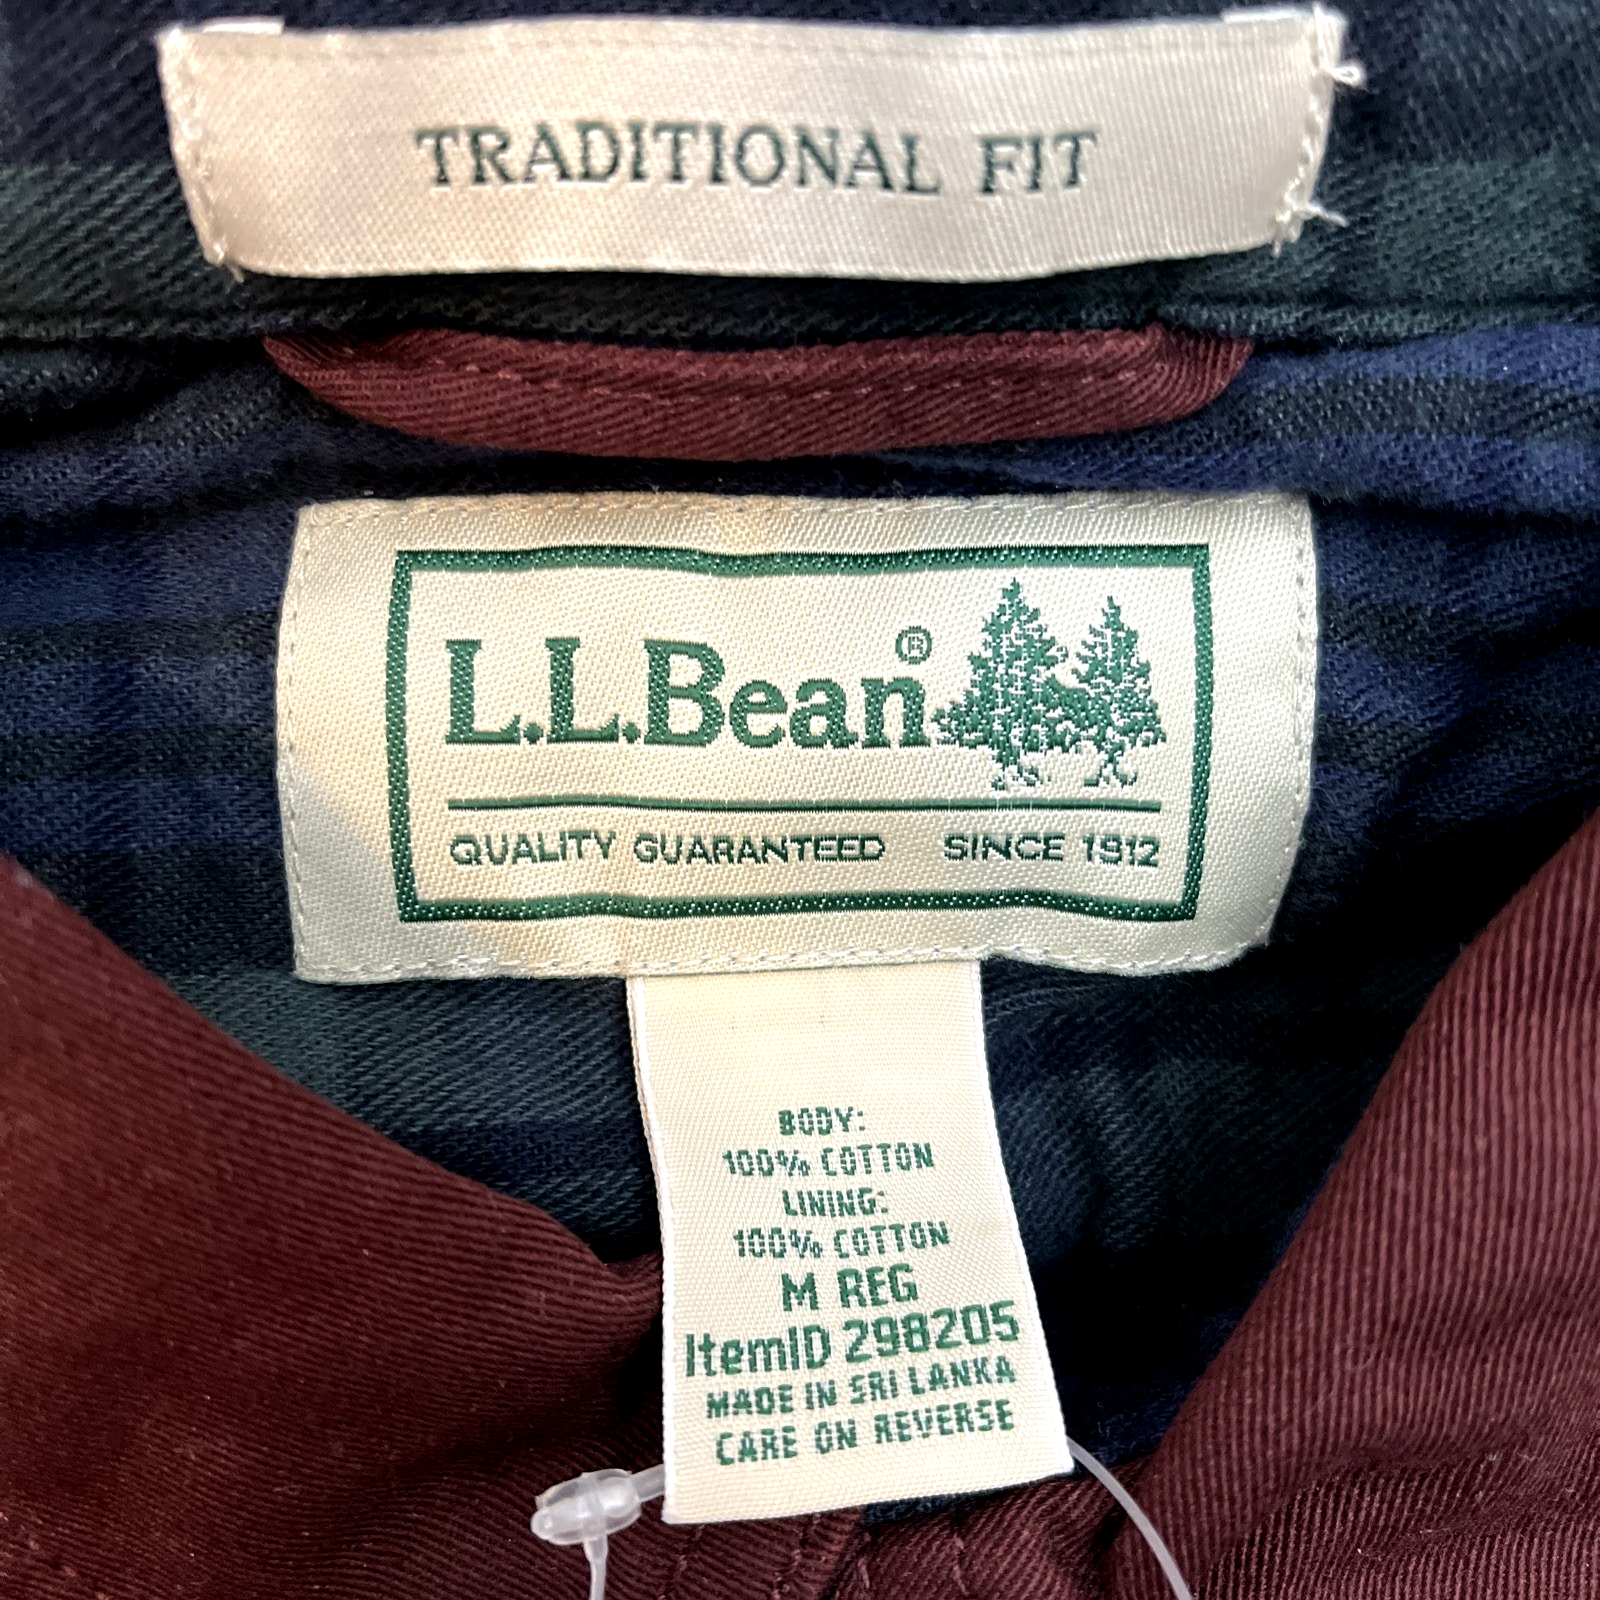 TRADITIONAL FIT
L.L.Bean®
QUALITY GUARANTEED SINCE 1912
BODY:
100% COTTON
LINING:
100% COTTON
M REG
ItemID 298205
MADE IN SRI LANKA
CARE ON REVERSE